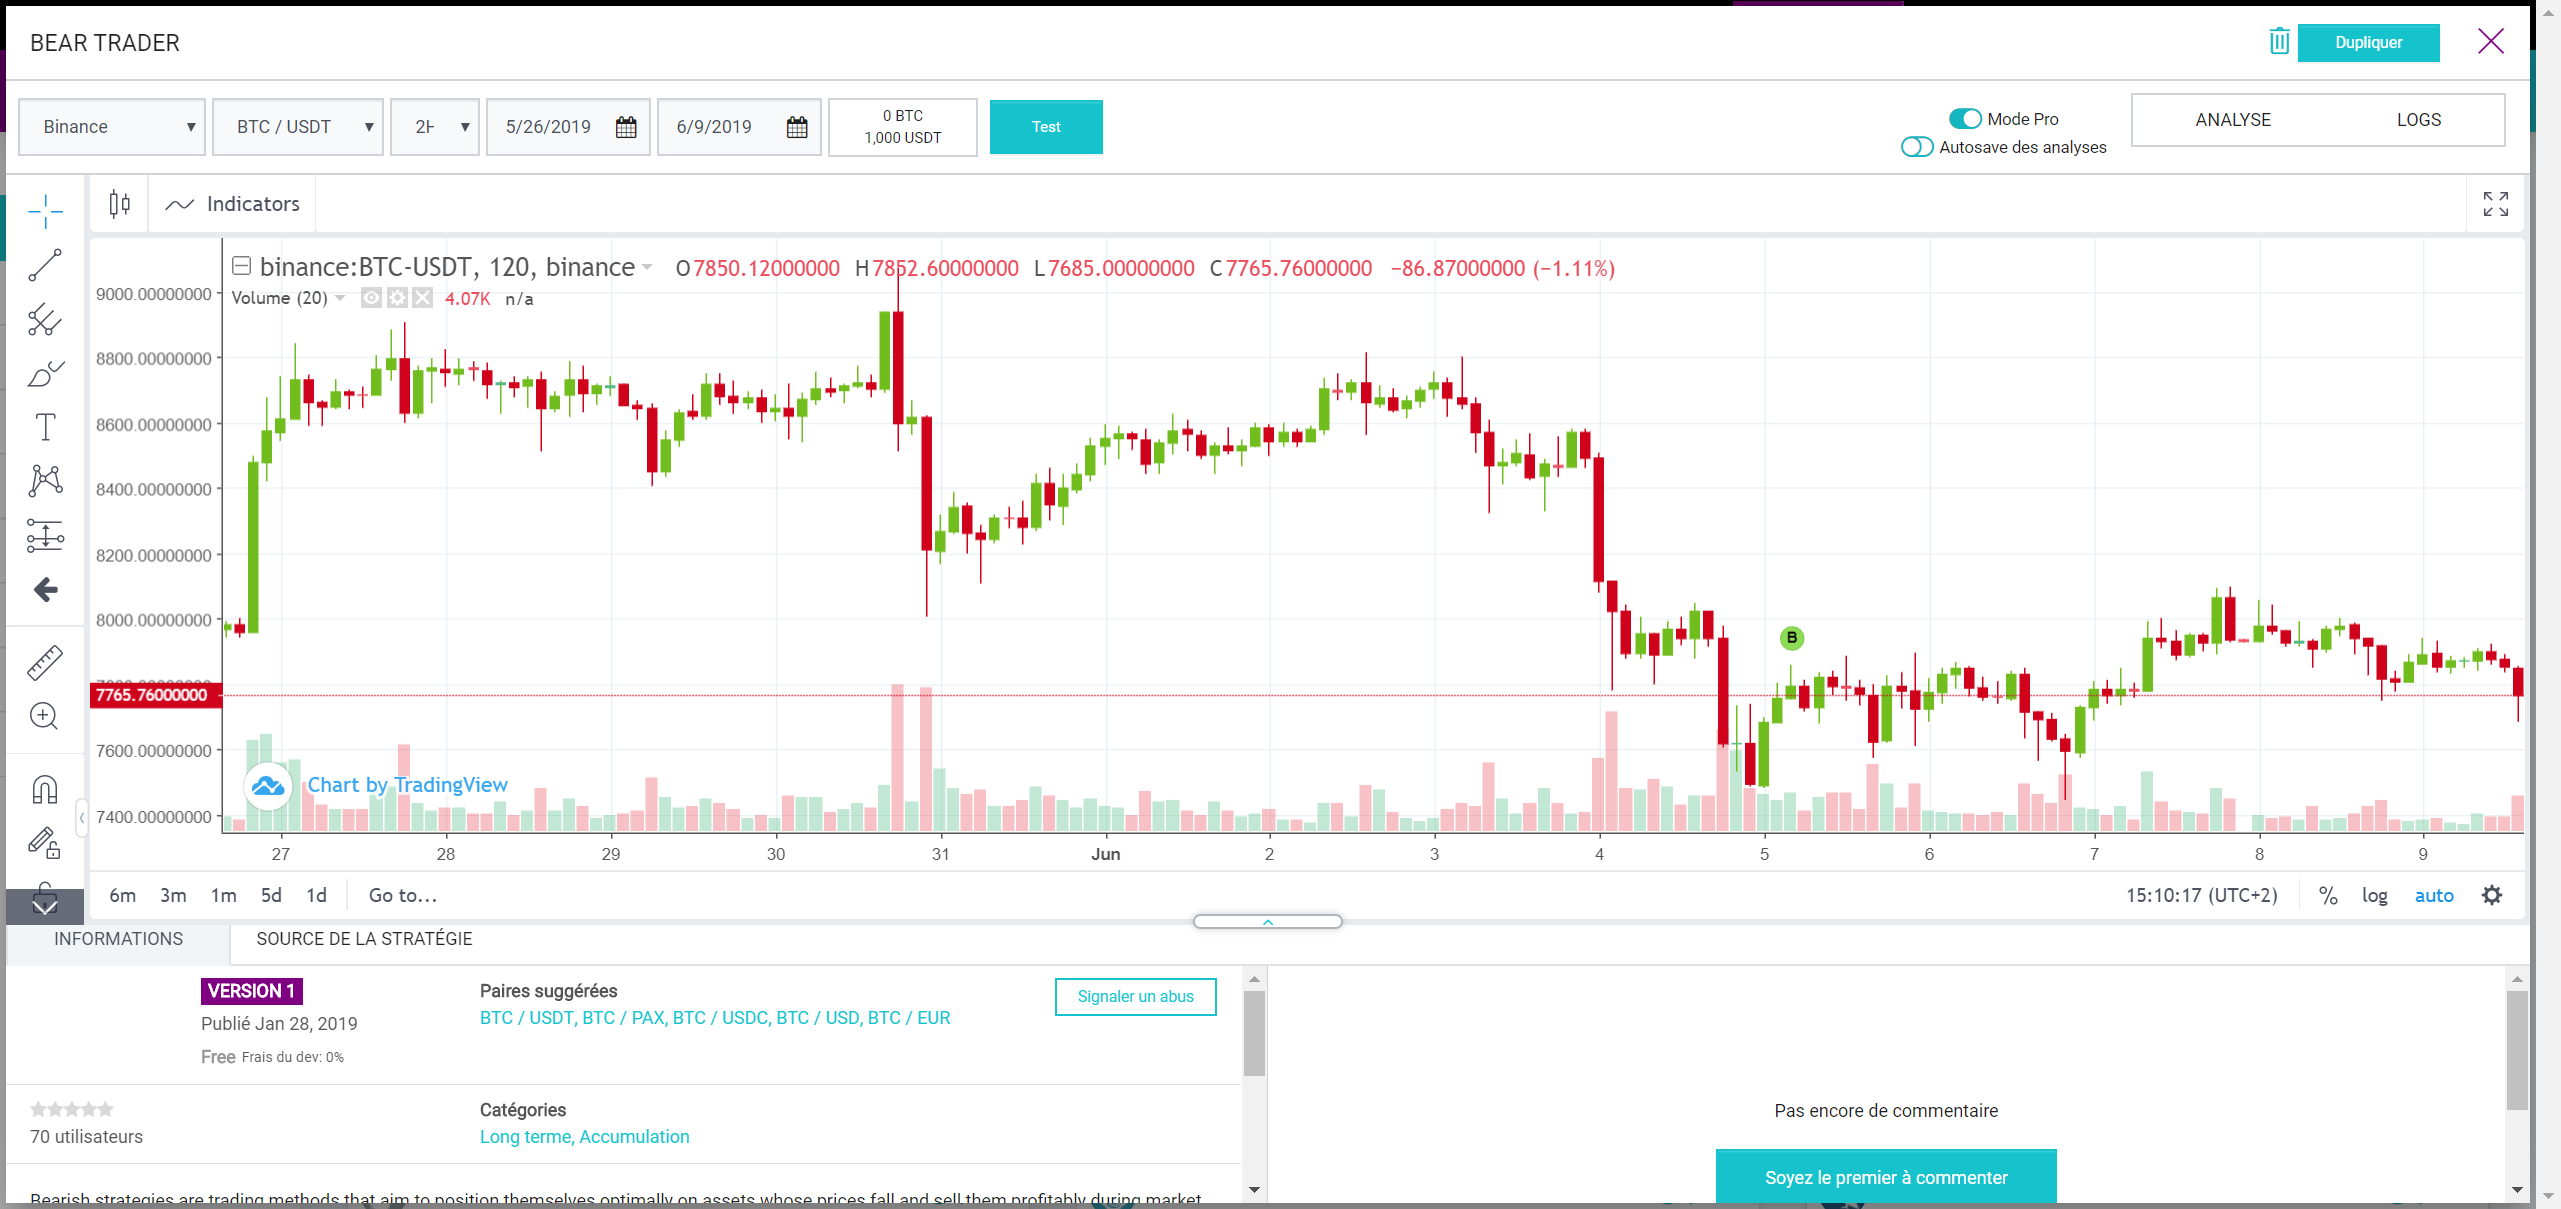 BEAR TRADER
Dupliquer
Binance
BTC / USDT
5/26/2019
6/9/2019
0 BTC
1,000 USDT
Test
Mode Pro
Autosave des analyses
ANALYSE
LOGS
Indicators
binance:BTC-USDT, 120, binance O7850.12000000 H7852.60000000 L7685.00000000 C7765.76000000 −86.87000000 (−1.11%)
Volume (20) 4.07K n/a
9000.00000000
8800.00000000
8600.00000000
8400.00000000
8200.00000000
8000.00000000
7765.76000000
7600.00000000
7400.00000000
B
Chart by TradingView
27 28 29 30 31 Jun 2 3 4 5 6 7 8 9
6m 3m 1m 5d 1d Go to...
15:10:17 (UTC+2) % log auto
INFORMATIONS
SOURCE DE LA STRATÉGIE
VERSION 1
Publié Jan 28, 2019
Free Frais du dev: 0%
Paires suggérées
BTC / USDT, BTC / PAX, BTC / USDC, BTC / USD, BTC / EUR
Signaler un abus
70 utilisateurs
Catégories
Long terme, Accumulation
Bearish strategies are trading methods that aim to position themselves optimally on assets whose prices fall and sell them profitably during market
Pas encore de commentaire
Soyez le premier à commenter